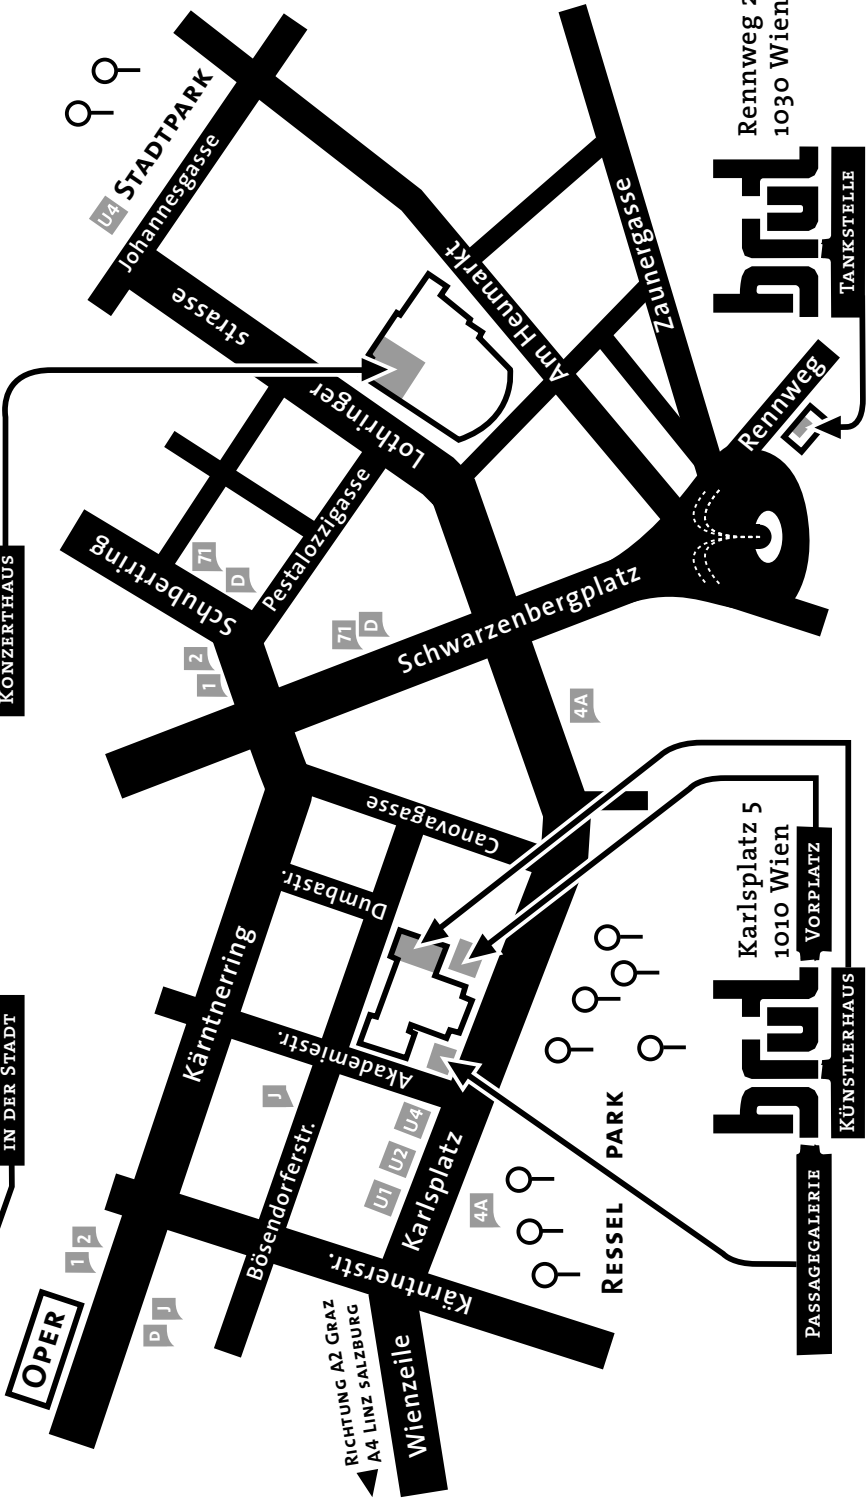 OPER
1 2
D J
RICHTUNG A2 GRAZ
A4 LINZ SALZBURG
Wienzeile
Kärntnerstr.
Bösendorferstr.
Karlsplatz
U1 U2 U4
4A
J
Kärntnerring
Akademiestr.
Dumbastr.
Canovagasse
RESSEL PARK
IN DER STADT
PASSAGEGALERIE
brut
KÜNSTLERHAUS
VORPLATZ
Karlsplatz 5
1010 Wien
4A
Schwarzenbergplatz
1 2
71
D
71
D
Schubertring
Pestalozzigasse
KONZERTHAUS
Lothringer
strasse
Johannesgasse
U4 STADTPARK
Am Heumarkt
Zaunergasse
Rennweg
brut
TANKSTELLE
Rennweg 2
1030 Wien